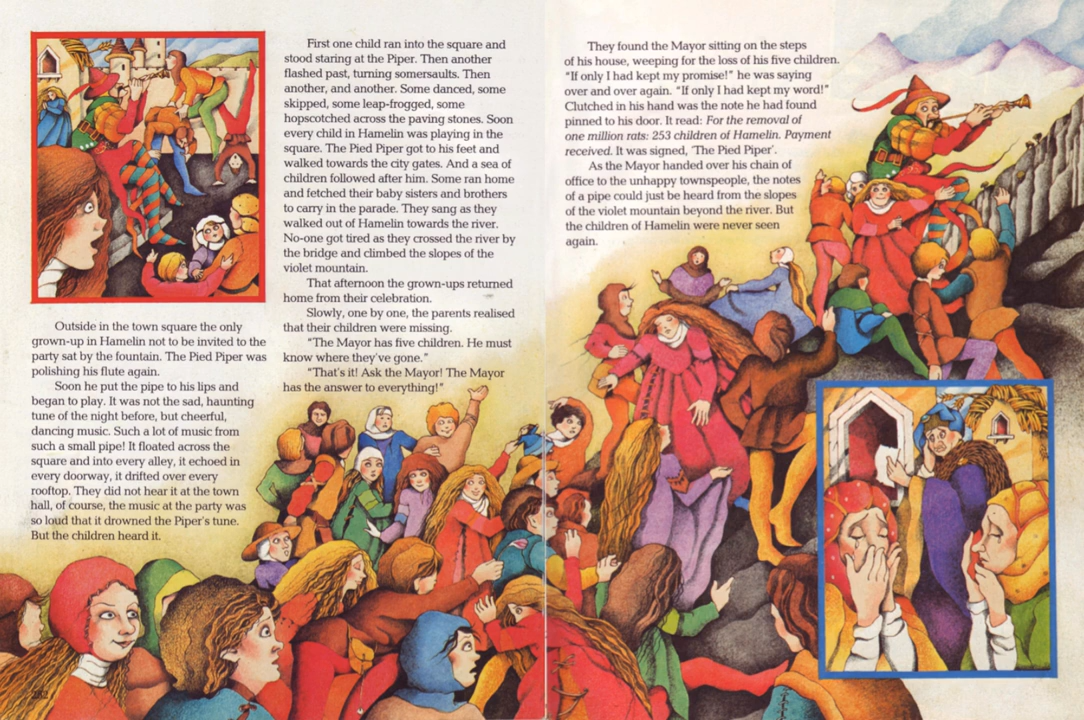 Outside in the town square the only
grown-up in Hamelin not to be invited to the
party sat by the fountain. The Pied Piper was
polishing his flute again.
Soon he put the pipe to his lips and
began to play. It was not the sad, haunting
tune of the night before, but cheerful,
dancing music. Such a lot of music from
such a small pipe! It floated across the
square and into every alley, it echoed in
every doorway, it drifted over every
rooftop. They did not hear it at the town
hall, of course, the music at the party was
so loud that it drowned the Piper's tune.
But the children heard it.
First one child ran into the square and
stood staring at the Piper. Then another
flashed past, turning somersaults. Then
another, and another. Some danced, some
skipped, some leap-frogged, some
hopscotched across the paving stones. Soon
every child in Hamelin was playing in the
square. The Pied Piper got to his feet and
walked towards the city gates. And a sea of
children followed after him. Some ran home
and fetched their baby sisters and brothers
to carry in the parade. They sang as they
walked out of Hamelin towards the river.
No-one got tired as they crossed the river by
the bridge and climbed the slopes of the
violet mountain.
That afternoon the grown-ups returned
home from their celebration.
Slowly, one by one, the parents realised
that their children were missing.
"The Mayor has five children. He must
know where they've gone."
"That's it! Ask the Mayor! The Mayor
has the answer to everything!"
They found the Mayor sitting on the steps
of his house, weeping for the loss of his five children.
"If only I had kept my promise!" he was saying
over and over again. "If only I had kept my word!"
Clutched in his hand was the note he had found
pinned to his door. It read: For the removal of
one million rats: 253 children of Hamelin. Payment
received. It was signed, 'The Pied Piper'.
As the Mayor handed over his chain of
office to the unhappy townspeople, the notes
of a pipe could just be heard from the slopes
of the violet mountain beyond the river. But
the children of Hamelin were never seen
again.